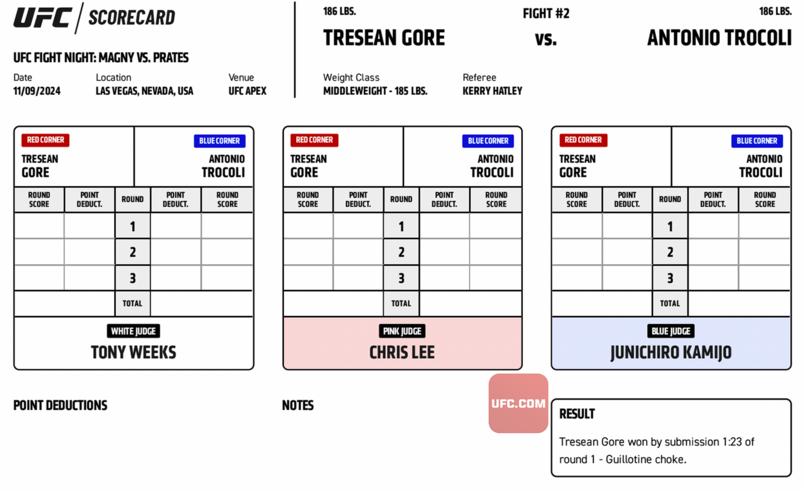 UFC / SCORECARD
UFC FIGHT NIGHT: MAGNY VS. PRATES
Date Location Venue
11/09/2024 LAS VEGAS, NEVADA, USA UFC APEX
186 LBS. FIGHT #2 186 LBS.
TRESEAN GORE VS. ANTONIO TROCOLI
Weight Class Referee
MIDDLEWEIGHT - 185 LBS. KERRY HATLEY
RED CORNER BLUE CORNER
TRESEAN ANTONIO
GORE TROCOLI
ROUND POINT ROUND POINT ROUND
SCORE DEDUCT. DEDUCT. SCORE
1
2
3
TOTAL
WHITE JUDGE
TONY WEEKS
RED CORNER BLUE CORNER
TRESEAN ANTONIO
GORE TROCOLI
ROUND POINT ROUND POINT ROUND
SCORE DEDUCT. DEDUCT. SCORE
1
2
3
TOTAL
PINK JUDGE
CHRIS LEE
RED CORNER BLUE CORNER
TRESEAN ANTONIO
GORE TROCOLI
ROUND POINT ROUND POINT ROUND
SCORE DEDUCT. DEDUCT. SCORE
1
2
3
TOTAL
BLUE JUDGE
JUNICHIRO KAMIJO
POINT DEDUCTIONS
NOTES
UFC.COM
RESULT
Tresean Gore won by submission 1:23 of
round 1 - Guillotine choke.